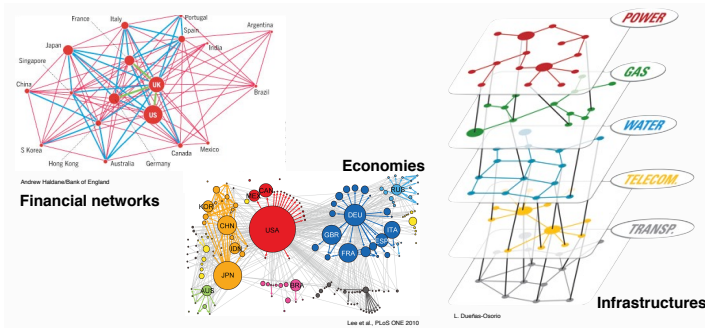 France
Italy
Portugal
Spain
Argentina
Japan
India
Singapore
UK
China
Brazil
US
S Korea
Hong Kong
Australia
Germany
Canada
Mexico
Andrew Haldane/Bank of England
Financial networks
Economies
KOR
CHN
IDN
JPN
AUS
CAN
USA
BRA
DEU
GBR
FRA
ITA
ESP
RUS
Lee et al., PLoS ONE 2010
POWER
GAS
WATER
TELECOM.
TRANSP.
L. Dueñas-Osorio
Infrastructures